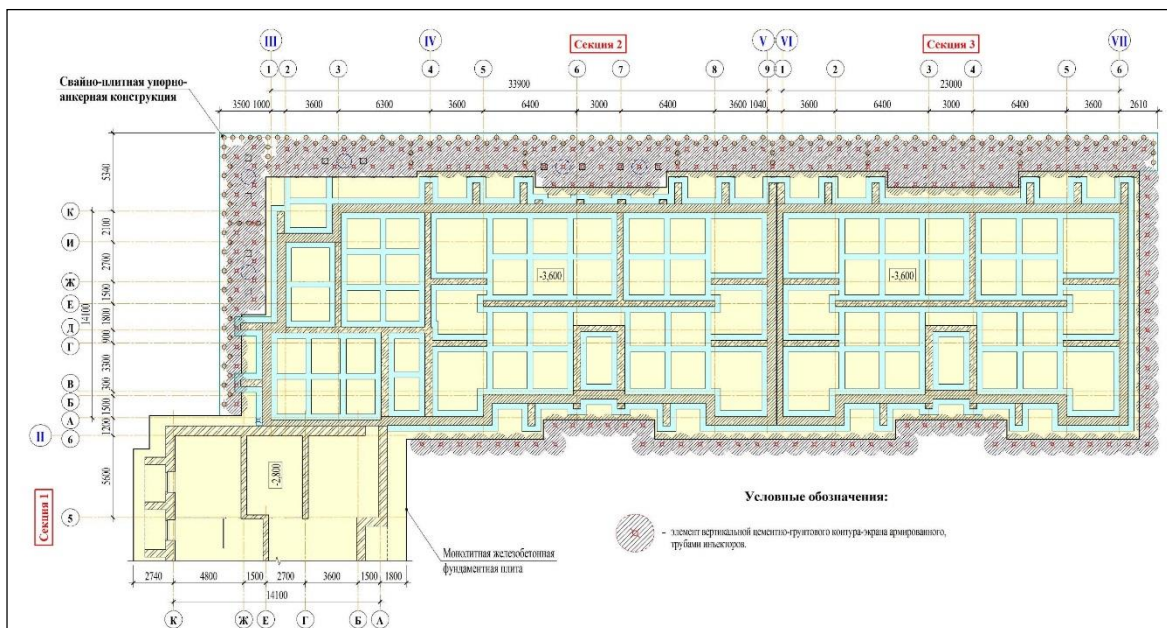 III
IV
Секция 2
V
VI
Секция 3
VII
1 2 3 4 5 6 7 8 9 1 2 3 4 5 6
Свайно-плитная упорно-
анкерная конструкция
33900
23000
3500 1000 3600 6300 3600 6400 3000 6400 3600 1040 3600 6400 3000 6400 3600 2610
5340
К
2100
И
2700
Ж
1500
Е
14100
1800
Д
900
Г
3300
В
300
Б
1500
А
1200
-3,600
-3,600
II
6
5600
-2,800
Секция 1
5
Условные обозначения:
- элемент вертикальной цементно-грунтового контура-экрана армированного,
трубами инъекторов.
Монолитная железобетонная
фундаментная плита
2740 4800 1500 2700 3600 1500 1800
14100
К Ж Е Г Б А